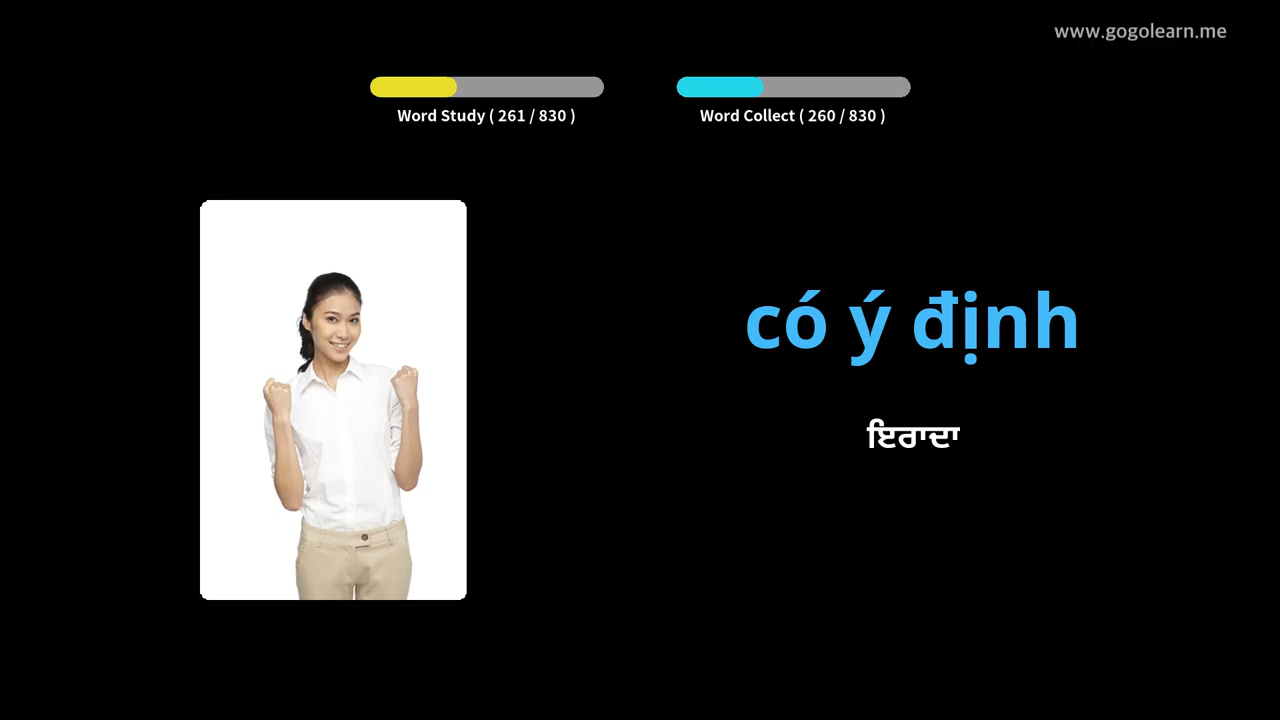 www.gogolearn.me
Word Study ( 261 / 830 )
Word Collect ( 260 / 830 )
có ý định
ਇਰਾਦਾ